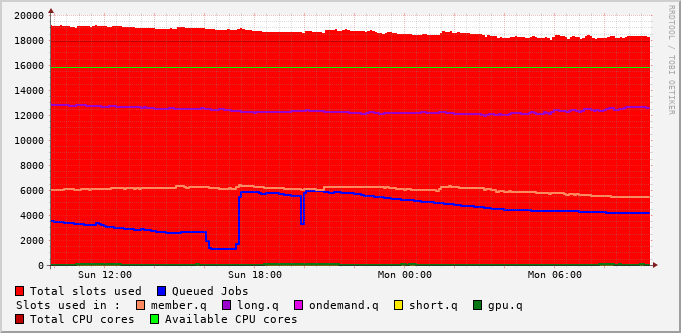 RRDTOOL / TOBI OETIKER
20000
18000
16000
14000
12000
10000
8000
6000
4000
2000
0
Sun 12:00 Sun 18:00 Mon 00:00 Mon 06:00
Total slots used Queued Jobs
Slots used in : member.q long.q ondemand.q short.q gpu.q
Total CPU cores Available CPU cores